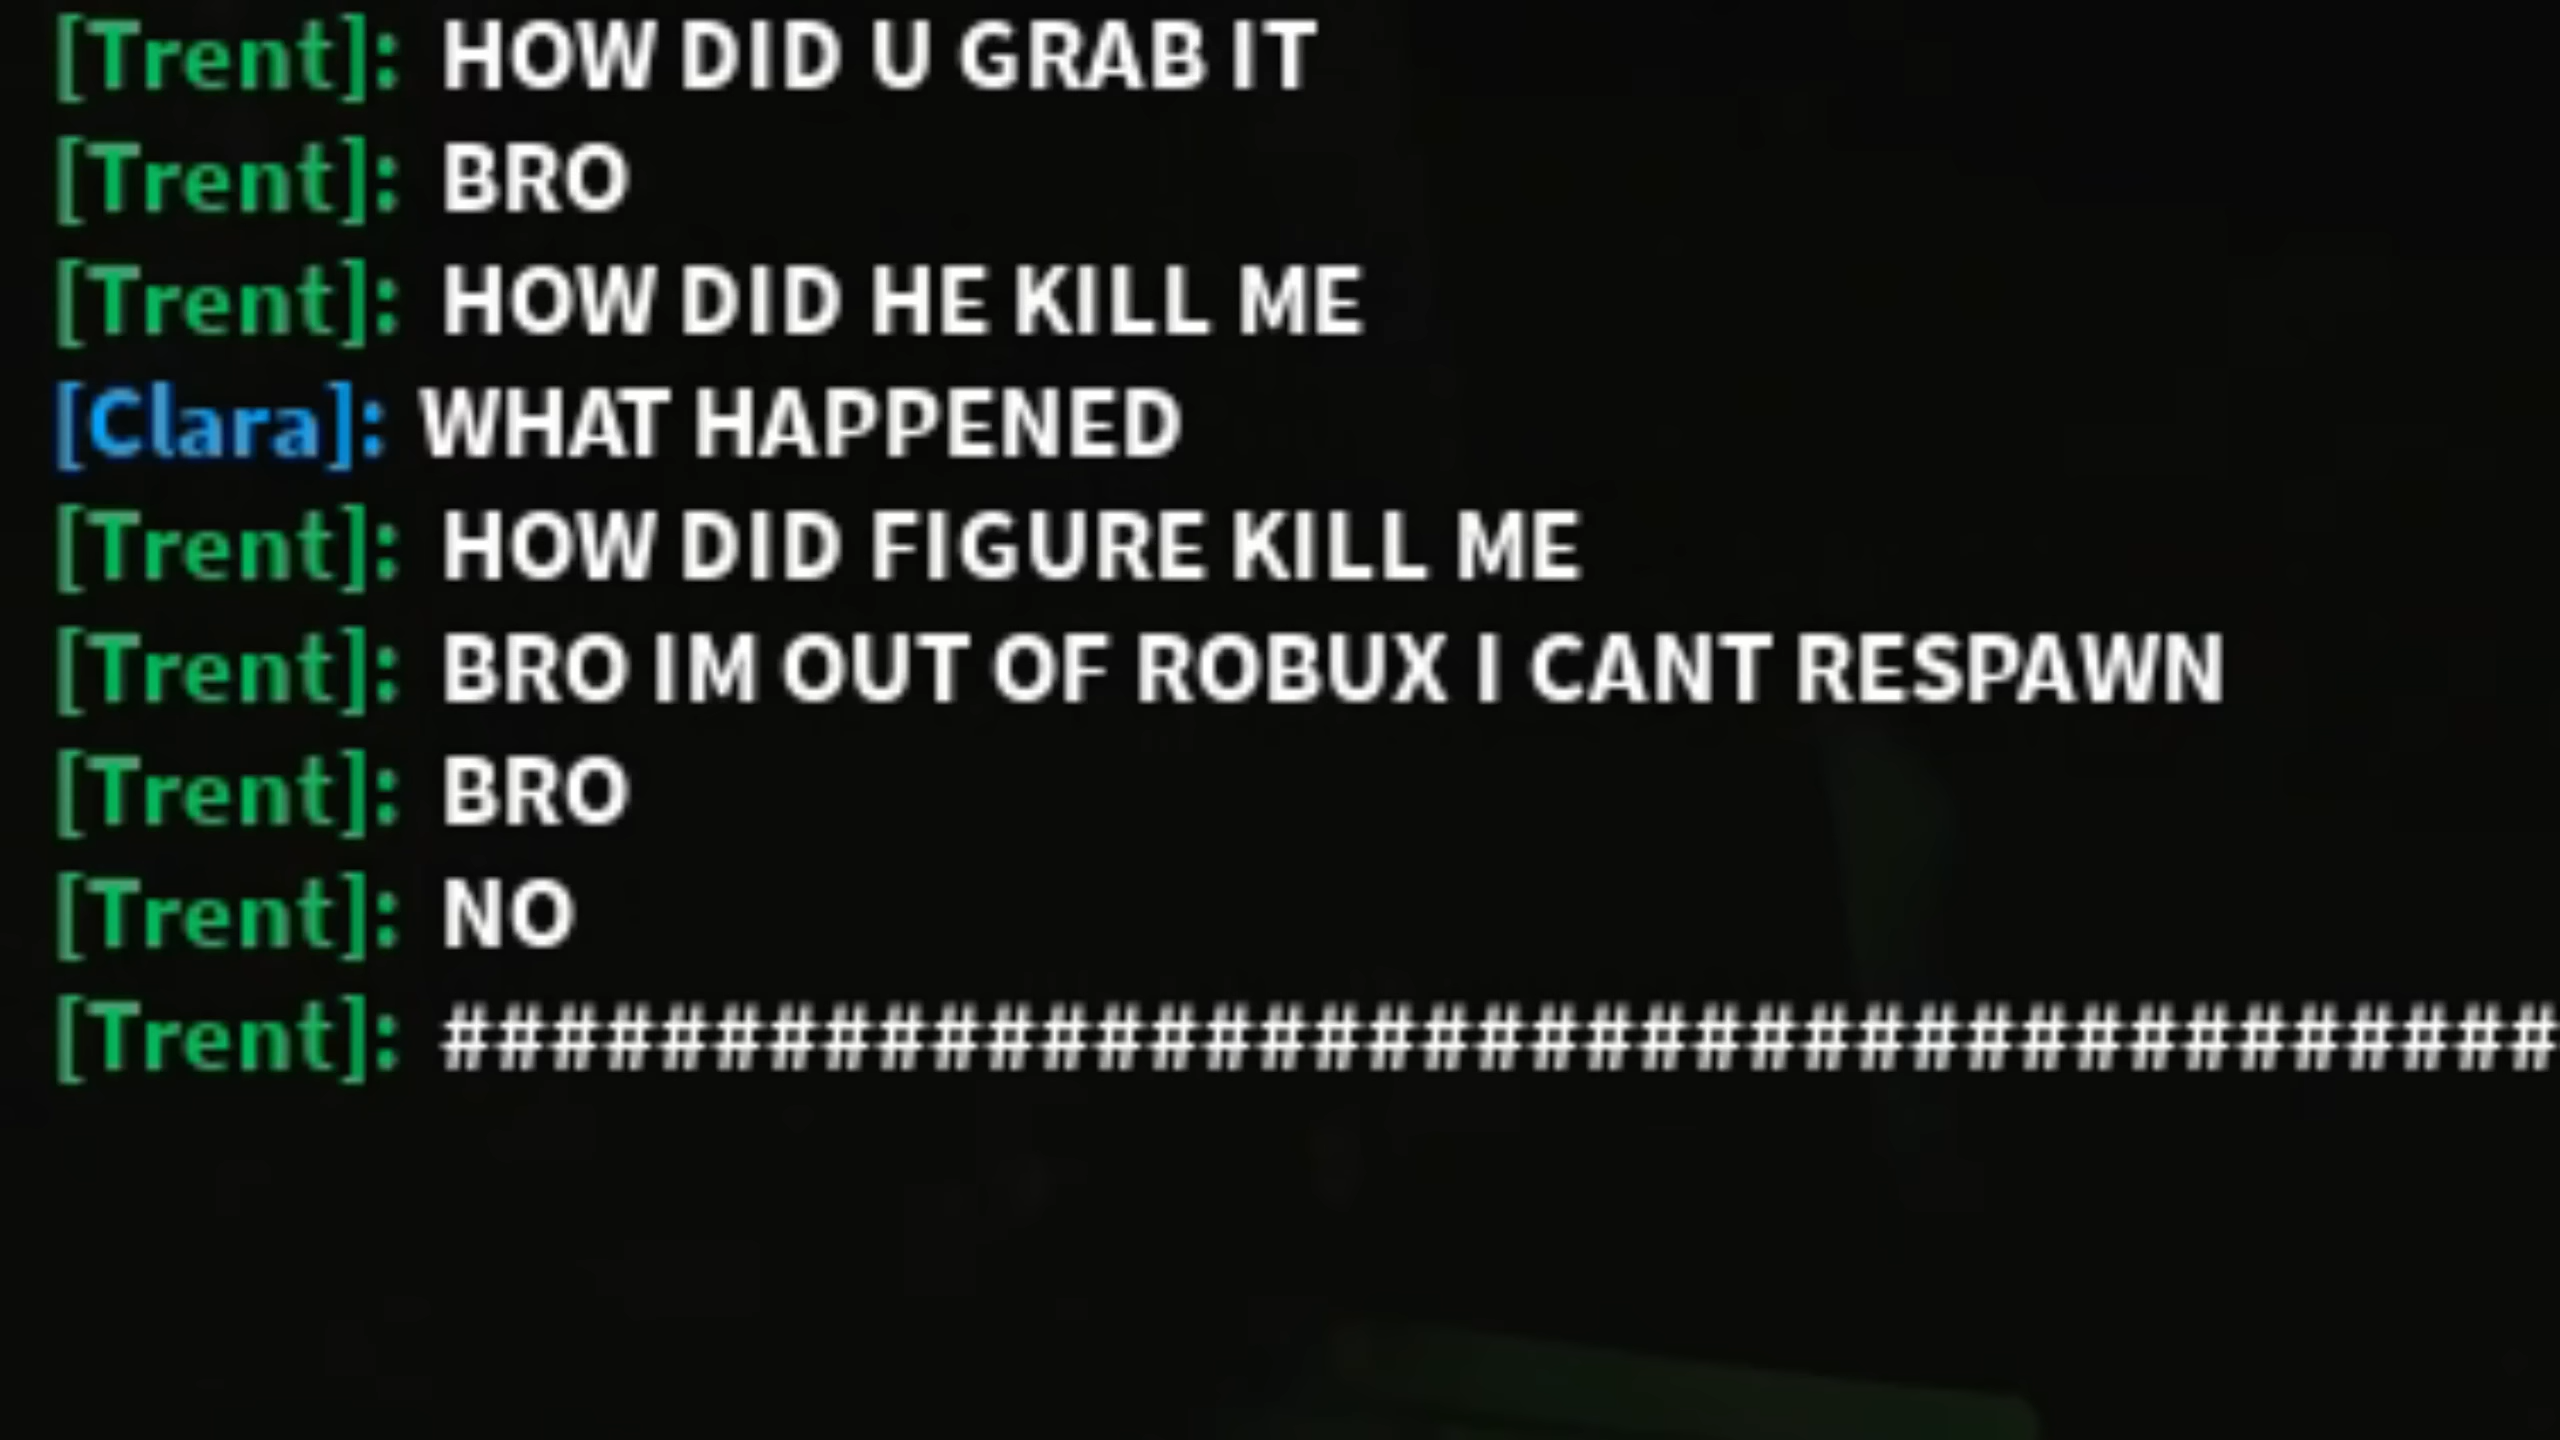 [Trent]: HOW DID U GRAB IT
[Trent]: BRO
[Trent]: HOW DID HE KILL ME
[Clara]: WHAT HAPPENED
[Trent]: HOW DID FIGURE KILL ME
[Trent]: BRO IM OUT OF ROBUX I CANT RESPAWN
[Trent]: BRO
[Trent]: NO
[Trent]: #######################################